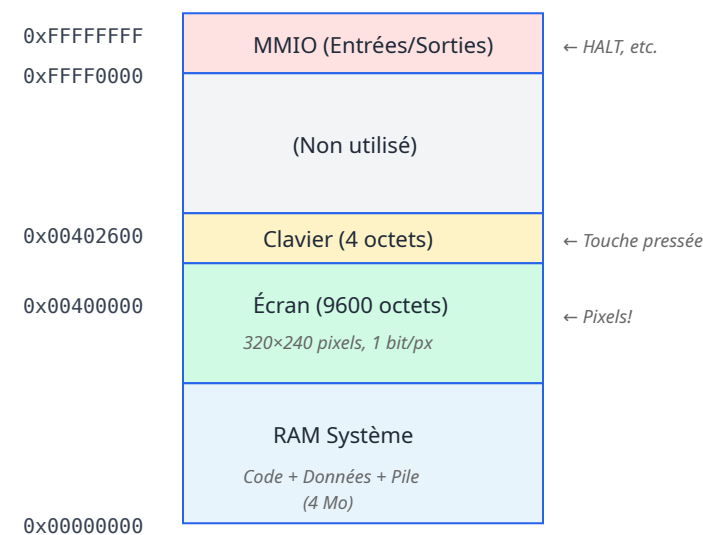 0xFFFFFFFF
MMIO (Entrées/Sorties)
← HALT, etc.
0xFFFF0000
(Non utilisé)
0x00402600
Clavier (4 octets)
← Touche pressée
0x00400000
Écran (9600 octets)
← Pixels!
320×240 pixels, 1 bit/px
RAM Système
Code + Données + Pile
(4 Mo)
0x00000000